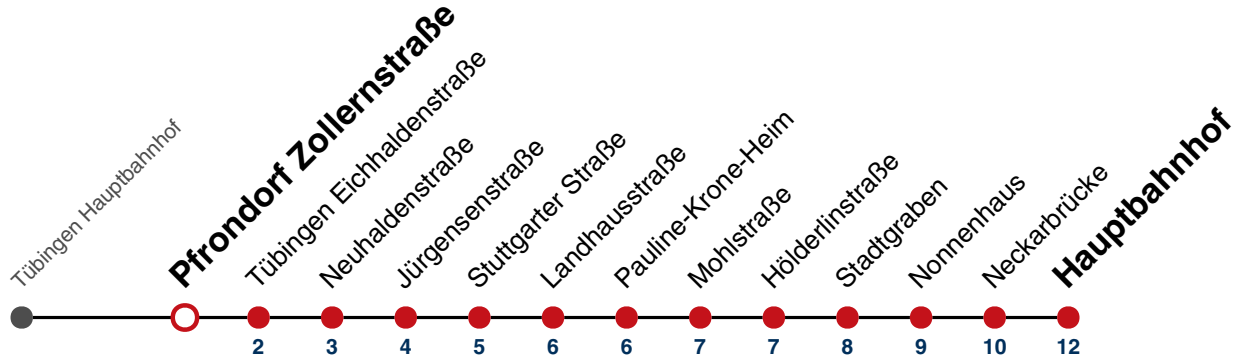 Tübingen Hauptbahnhof
Pfrondorf Zollernstraße
Tübingen Eichhaldenstraße
Neuhaldenstraße
Jürgensenstraße
Stuttgarter Straße
Landhausstraße
Pauline-Krone-Heim
Mohlstraße
Hölderlinstraße
Stadtgraben
Nonnenhaus
Neckarbrücke
Hauptbahnhof
2 3 4 5 6 6 7 7 8 9 10 12